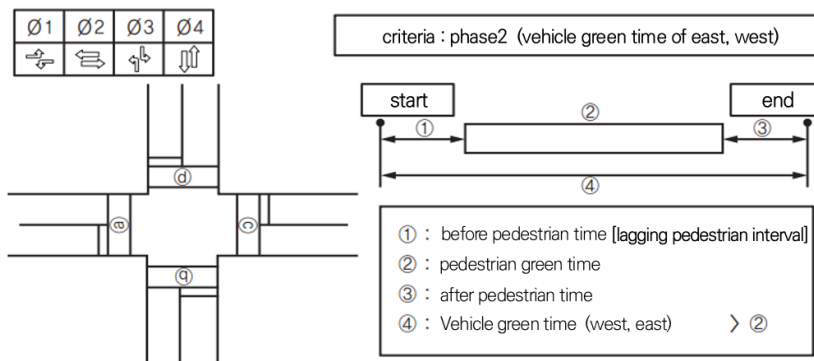 Ø1 Ø2 Ø3 Ø4
criteria : phase2 (vehicle green time of east, west)
start
end
①
②
③
④
ⓓ
ⓐ
ⓒ
ⓑ
① : before pedestrian time [lagging pedestrian interval]
② : pedestrian green time
③ : after pedestrian time
④ : Vehicle green time (west, east) 〉②